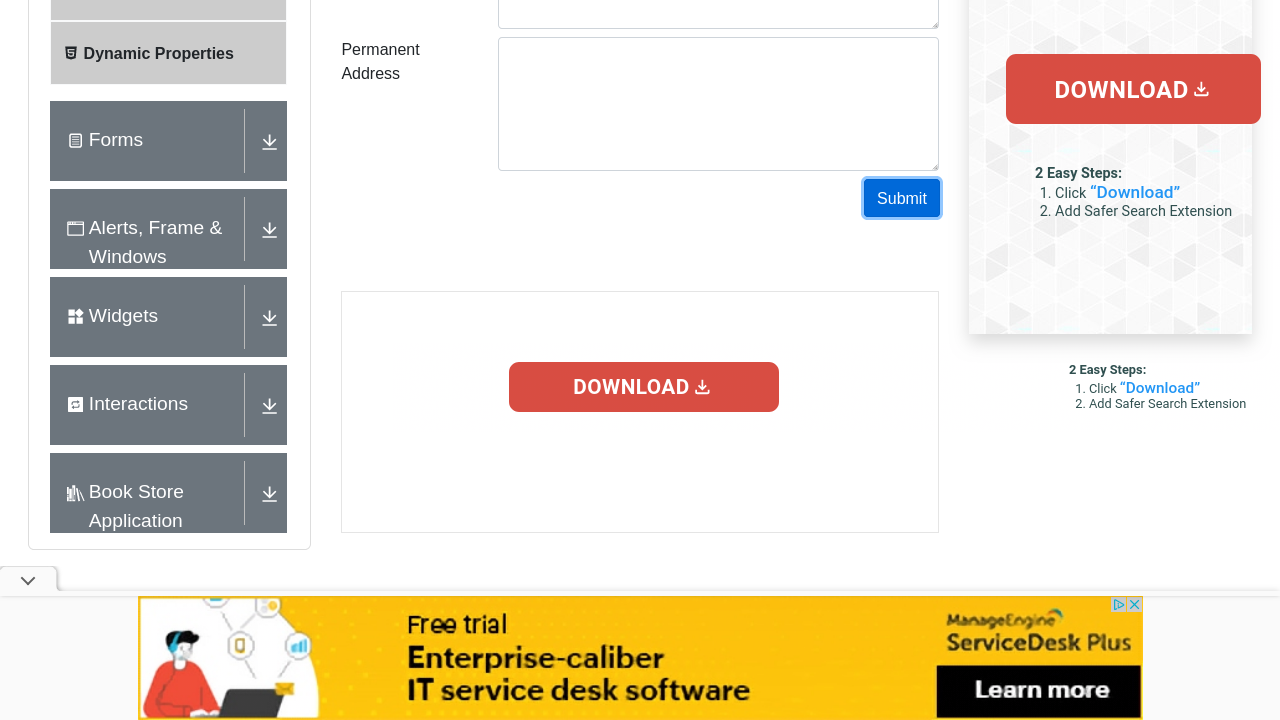 Dynamic Properties
Forms
Alerts, Frame &
Windows
Widgets
Interactions
Book Store
Application
Permanent
Address
Submit
DOWNLOAD
DOWNLOAD
2 Easy Steps:
1. Click “Download”
2. Add Safer Search Extension
2 Easy Steps:
1. Click “Download”
2. Add Safer Search Extension
Free trial
Enterprise-caliber
IT service desk software
ManageEngine
ServiceDesk Plus
Learn more